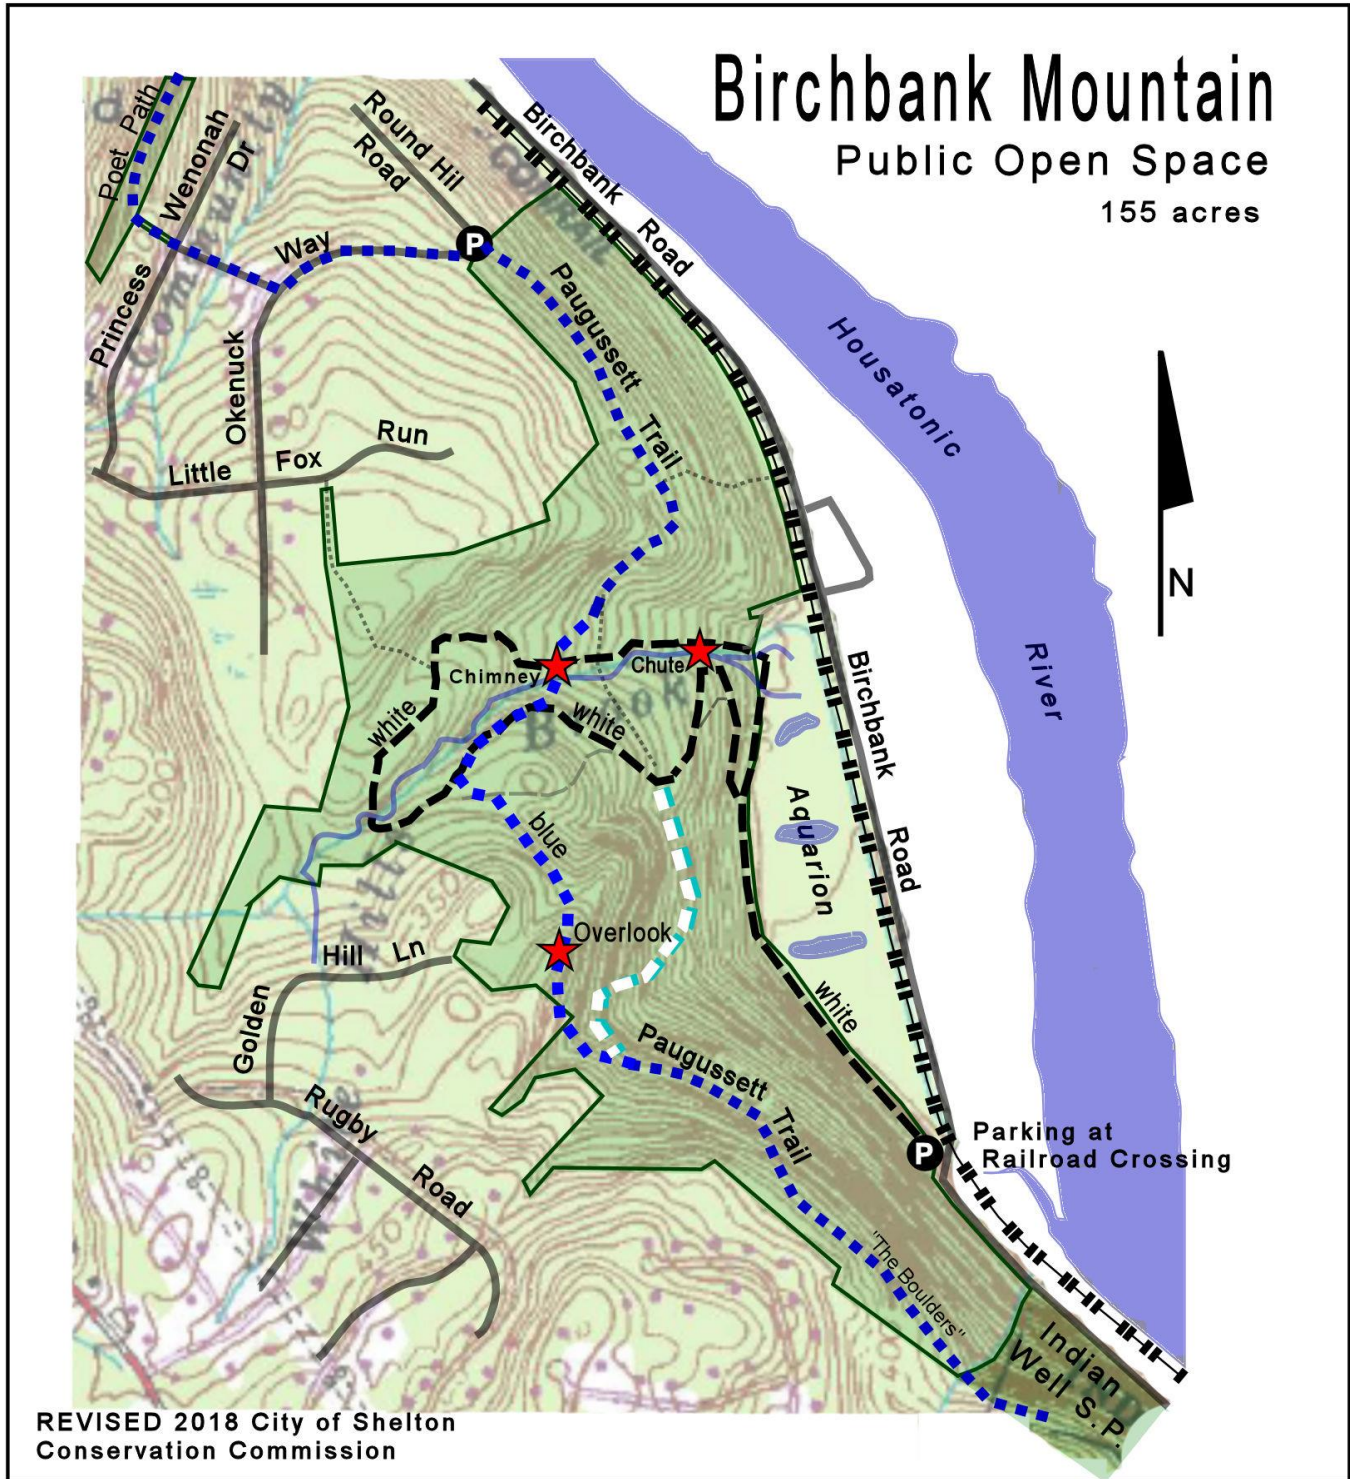 Birchbank Mountain
Public Open Space
155 acres
Poet Path
Wenonah
Dr
Princess
Round Hil
Road
P
Way
Okenuck
Little Fox Run
Birchbank
Road
Paugussett
Trail
Housatonic
River
N
Chimney
Chute
white
white
blue
Overlook
Birchbank
Road
Aquarion
white
Hill Ln
Golden
Rugby
Road
Paugussett
Trail
P
Parking at
Railroad Crossing
"The Boulders"
Indian
Well S.P.
REVISED 2018 City of Shelton
Conservation Commission